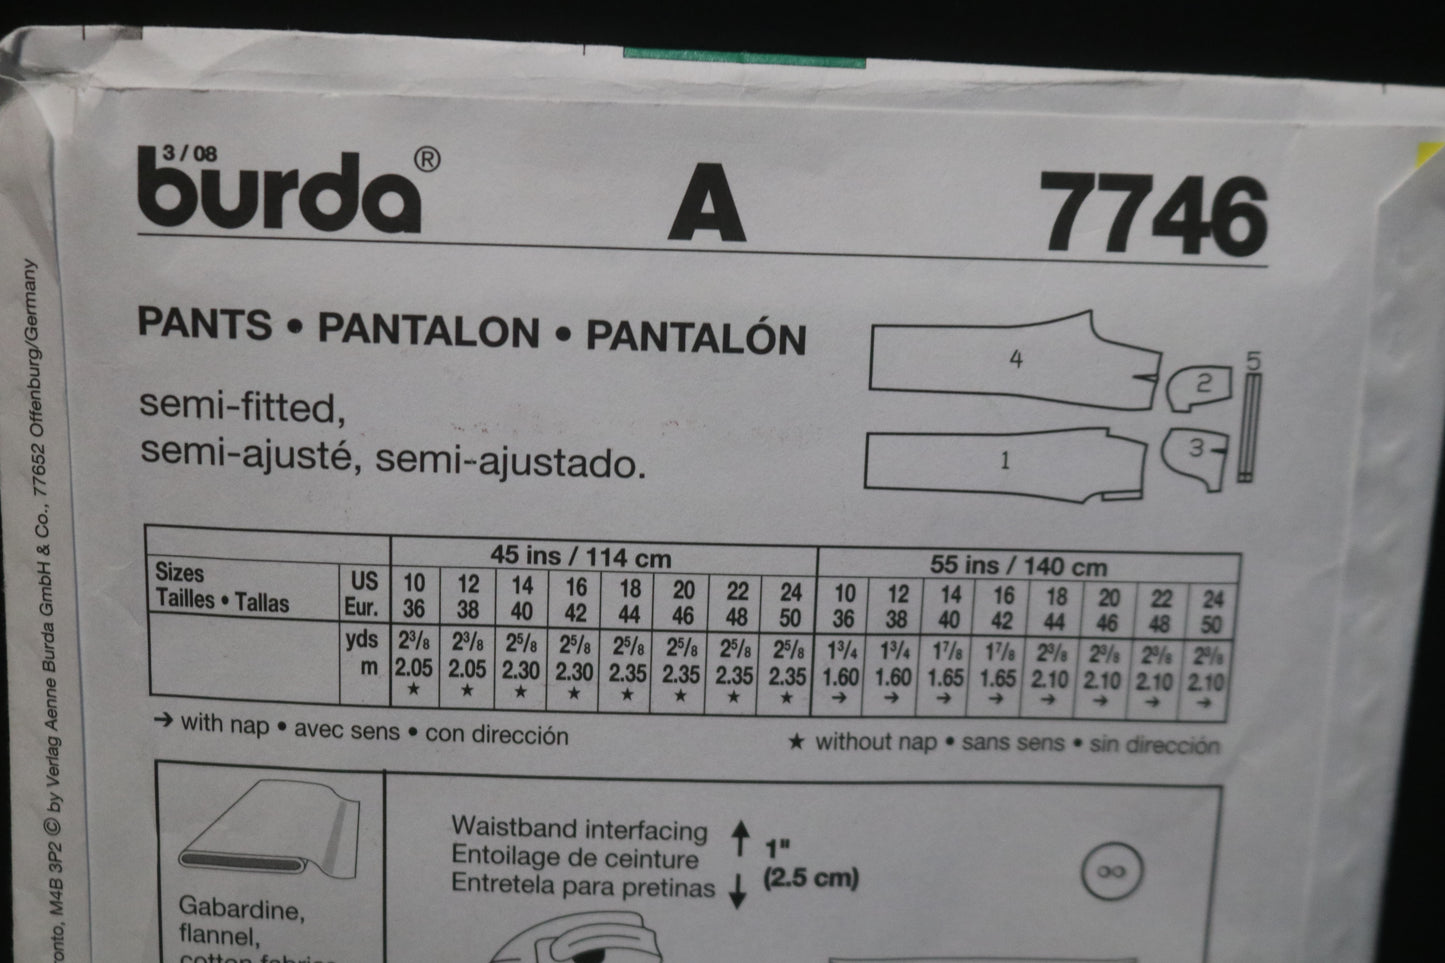 3 / 08
burda® A 7746
PANTS • PANTALON • PANTALÓN
semi-fitted,
semi-ajusté, semi-ajustado.
4
2
5
1
3
45 ins / 114 cm 55 ins / 140 cm
Sizes US 10 12 14 16 18 20 22 24 10 12 14 16 18 20 22 24
Tailles • Tallas Eur. 36 38 40 42 44 46 48 50 36 38 40 42 44 46 48 50
yds 2³/₈ 2³/₈ 2⁵/₈ 2⁵/₈ 2⁵/₈ 2⁵/₈ 2⁵/₈ 2⁵/₈ 1³/₄ 1³/₄ 1⁷/₈ 1⁷/₈ 2³/₈ 2³/₈ 2³/₈ 2³/₈
m 2.05 2.05 2.30 2.30 2.35 2.35 2.35 2.35 1.60 1.60 1.65 1.65 2.10 2.10 2.10 2.10
★ ★ ★ ★ ★ ★ ★ ★ → → → → → → → →
→ with nap • avec sens • con dirección ★ without nap • sans sens • sin dirección
Waistband interfacing
Entoilage de ceinture
Entretela para pretinas
1"
(2.5 cm)
Gabardine,
flannel,
cotton fabrics
M4B 3P2 © by Verlag Aenne Burda GmbH & Co., 77652 Offenburg/Germany